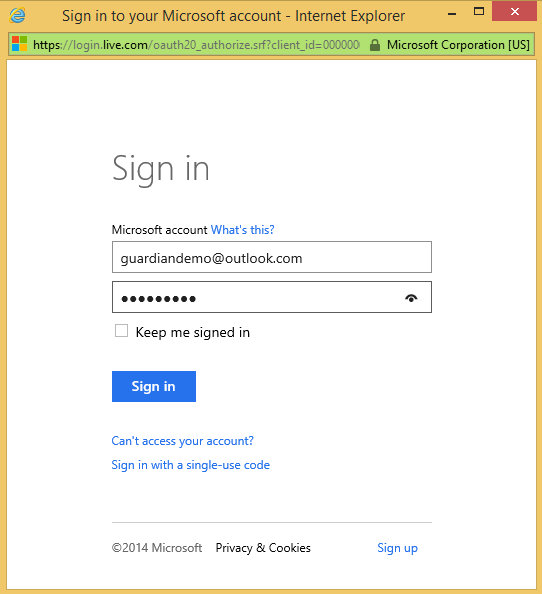 Sign in to your Microsoft account - Internet Explorer
https://login.live.com/oauth20_authorize.srf?client_id=000000 Microsoft Corporation [US]
Sign in
Microsoft account What's this?
guardiandemo@outlook.com
●●●●●●●●●
Keep me signed in
Sign in
Can't access your account?
Sign in with a single-use code
©2014 Microsoft Privacy & Cookies Sign up